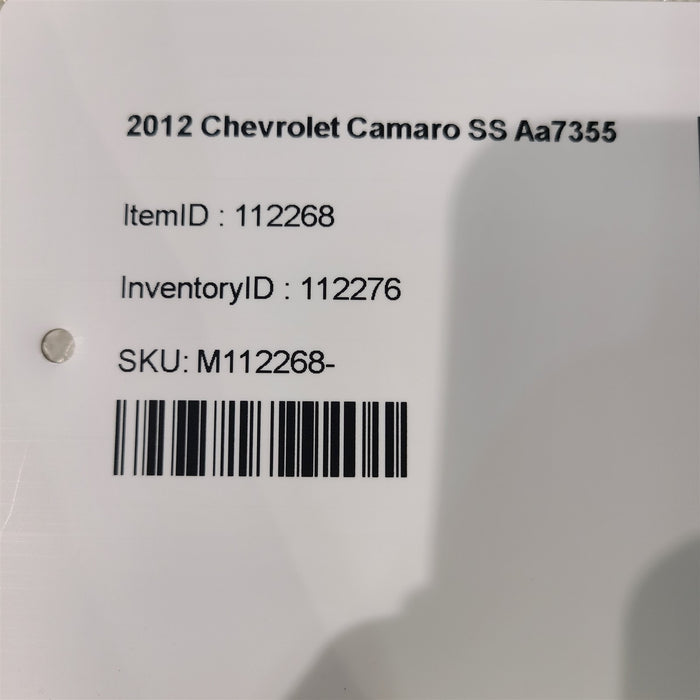 2012 Chevrolet Camaro SS Aa7355
ItemID : 112268
InventoryID : 112276
SKU: M112268-